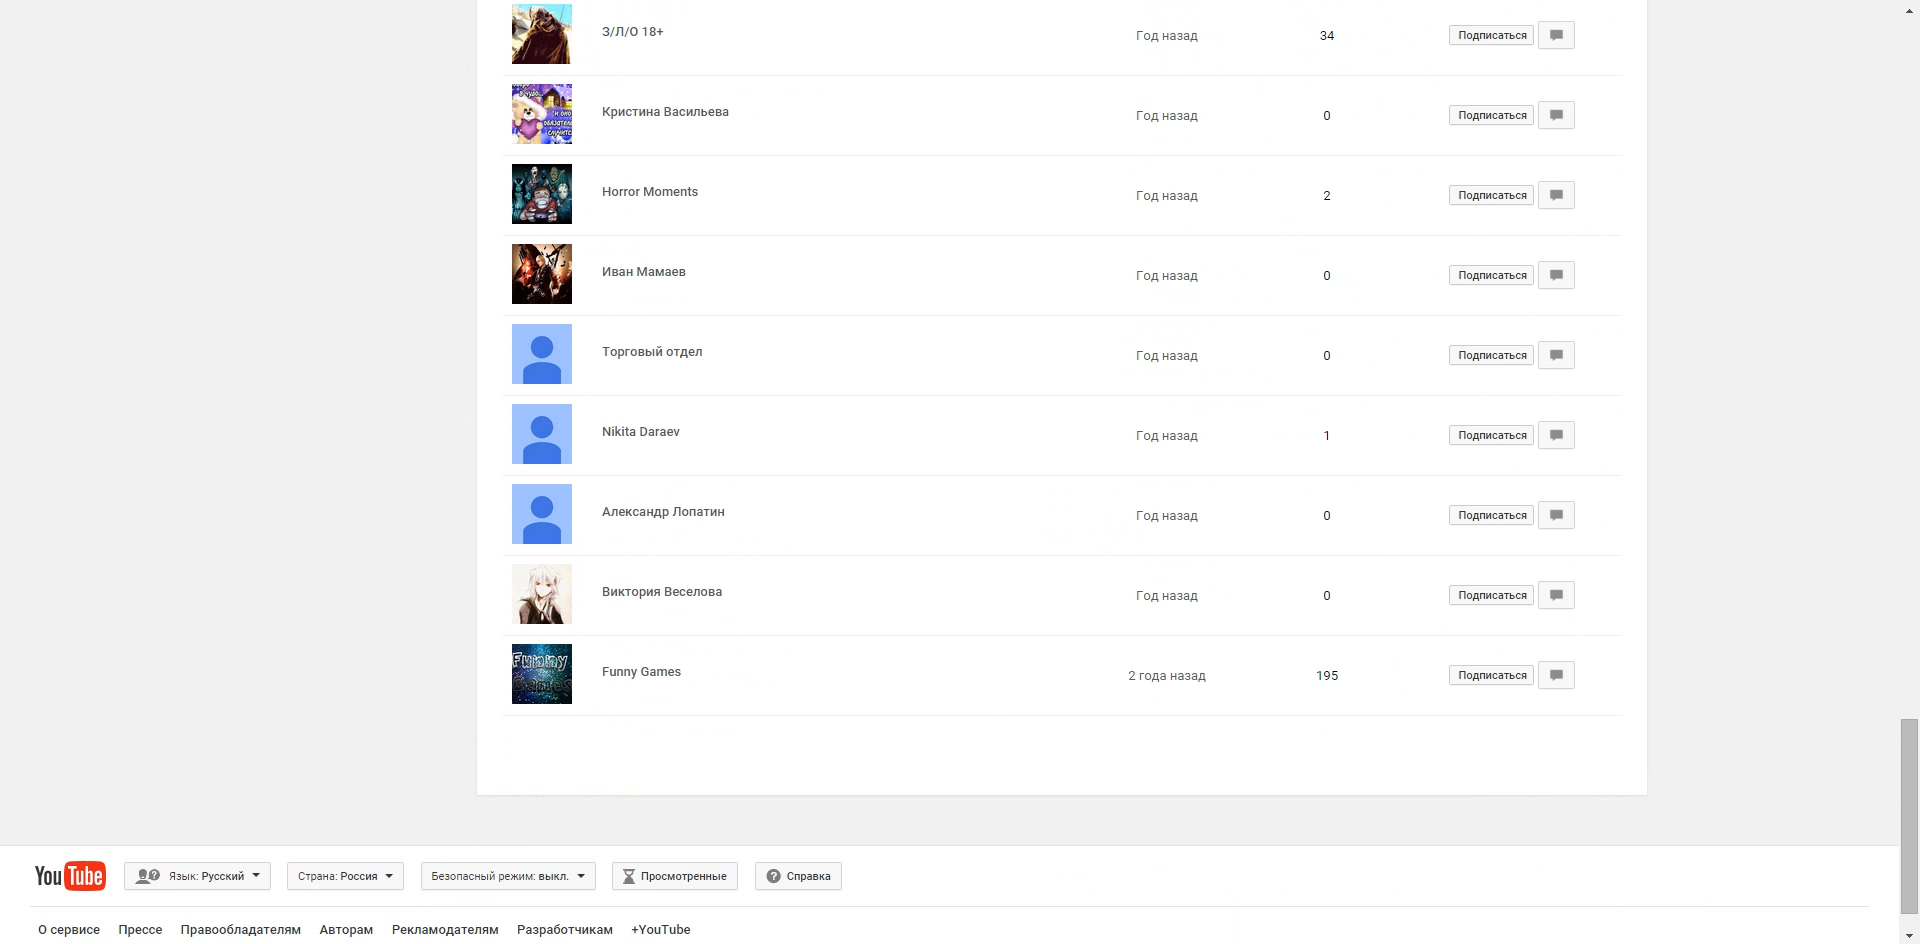 З/Л/О 18+ Год назад 34 Подписаться
Кристина Васильева Год назад 0 Подписаться
Horror Moments Год назад 2 Подписаться
Иван Мамаев Год назад 0 Подписаться
Торговый отдел Год назад 0 Подписаться
Nikita Daraev Год назад 1 Подписаться
Александр Лопатин Год назад 0 Подписаться
Виктория Веселова Год назад 0 Подписаться
Funny Games
Funny Games 2 года назад 195 Подписаться
YouTube Язык: Русский Страна: Россия Безопасный режим: выкл. Просмотренные Справка
О сервисе Прессе Правообладателям Авторам Рекламодателям Разработчикам +YouTube